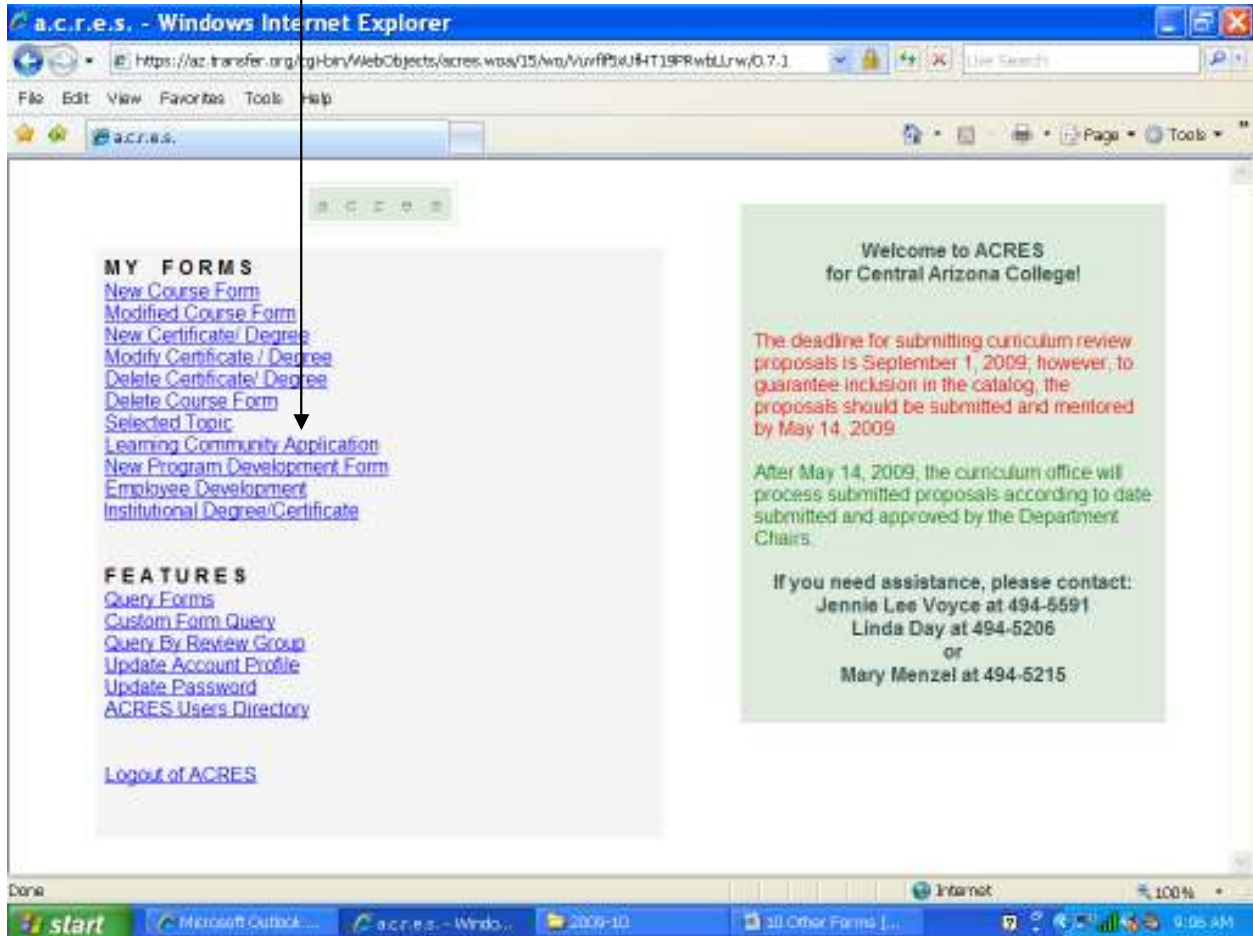 a.c.r.e.s. - Windows Internet Explorer
File Edit View Favorites Tools Help
a.c.r.e.s.
Page Tools
a c r e s
MY FORMS
New Course Form
Modified Course Form
New Certificate/ Degree
Modify Certificate / Degree
Delete Certificate/ Degree
Delete Course Form
Selected Topic
Learning Community Application
New Program Development Form
Employee Development
Institutional Degree/Certificate
FEATURES
Query Forms
Custom Form Query
Query By Review Group
Update Account Profile
Update Password
ACRES Users Directory
Logout of ACRES
Welcome to ACRES
for Central Arizona College!
The deadline for submitting curriculum review
proposals is September 1, 2009; however, to
guarantee inclusion in the catalog, the
proposals should be submitted and mentored
by May 14, 2009
After May 14, 2009, the curriculum office will
process submitted proposals according to date
submitted and approved by the Department
Chairs.
If you need assistance, please contact:
Jennie Lee Voyce at 494-5591
Linda Day at 494-5206
or
Mary Menzel at 494-5215
Done
Internet
100%
start
Microsoft Outlook ...
a.c.r.e.s. - Windo...
2009-10
10 Other Forms [...
9:06 AM